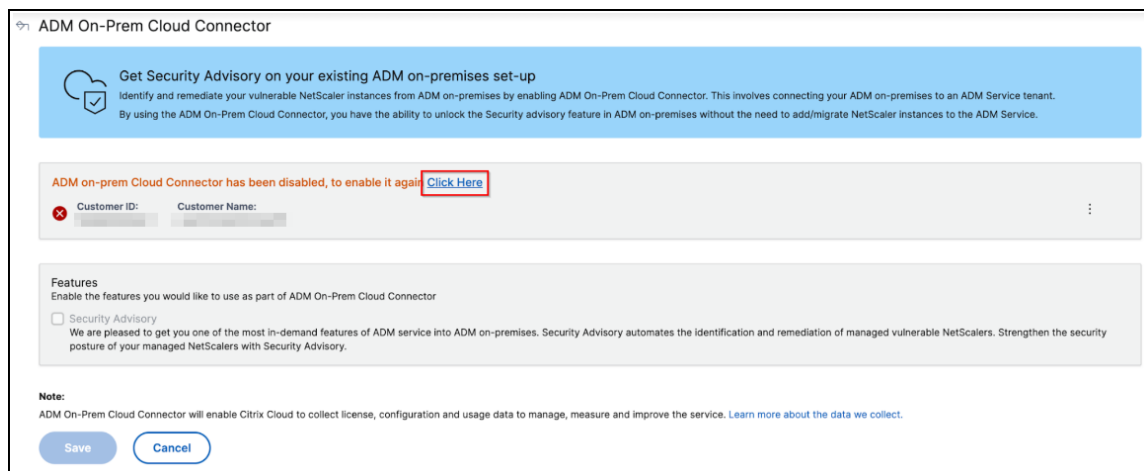 ADM On-Prem Cloud Connector
Get Security Advisory on your existing ADM on-premises set-up
Identify and remediate your vulnerable NetScaler instances from ADM on-premises by enabling ADM On-Prem Cloud Connector. This involves connecting your ADM on-premises to an ADM Service tenant.
By using the ADM On-Prem Cloud Connector, you have the ability to unlock the Security advisory feature in ADM on-premises without the need to add/migrate NetScaler instances to the ADM Service.
ADM on-prem Cloud Connector has been disabled, to enable it again Click Here
Customer ID: Customer Name:
Features
Enable the features you would like to use as part of ADM On-Prem Cloud Connector
Security Advisory
We are pleased to get you one of the most in-demand features of ADM service into ADM on-premises. Security Advisory automates the identification and remediation of managed vulnerable NetScalers. Strengthen the security
posture of your managed NetScalers with Security Advisory.
Note:
ADM On-Prem Cloud Connector will enable Citrix Cloud to collect license, configuration and usage data to manage, measure and improve the service. Learn more about the data we collect.
Save Cancel